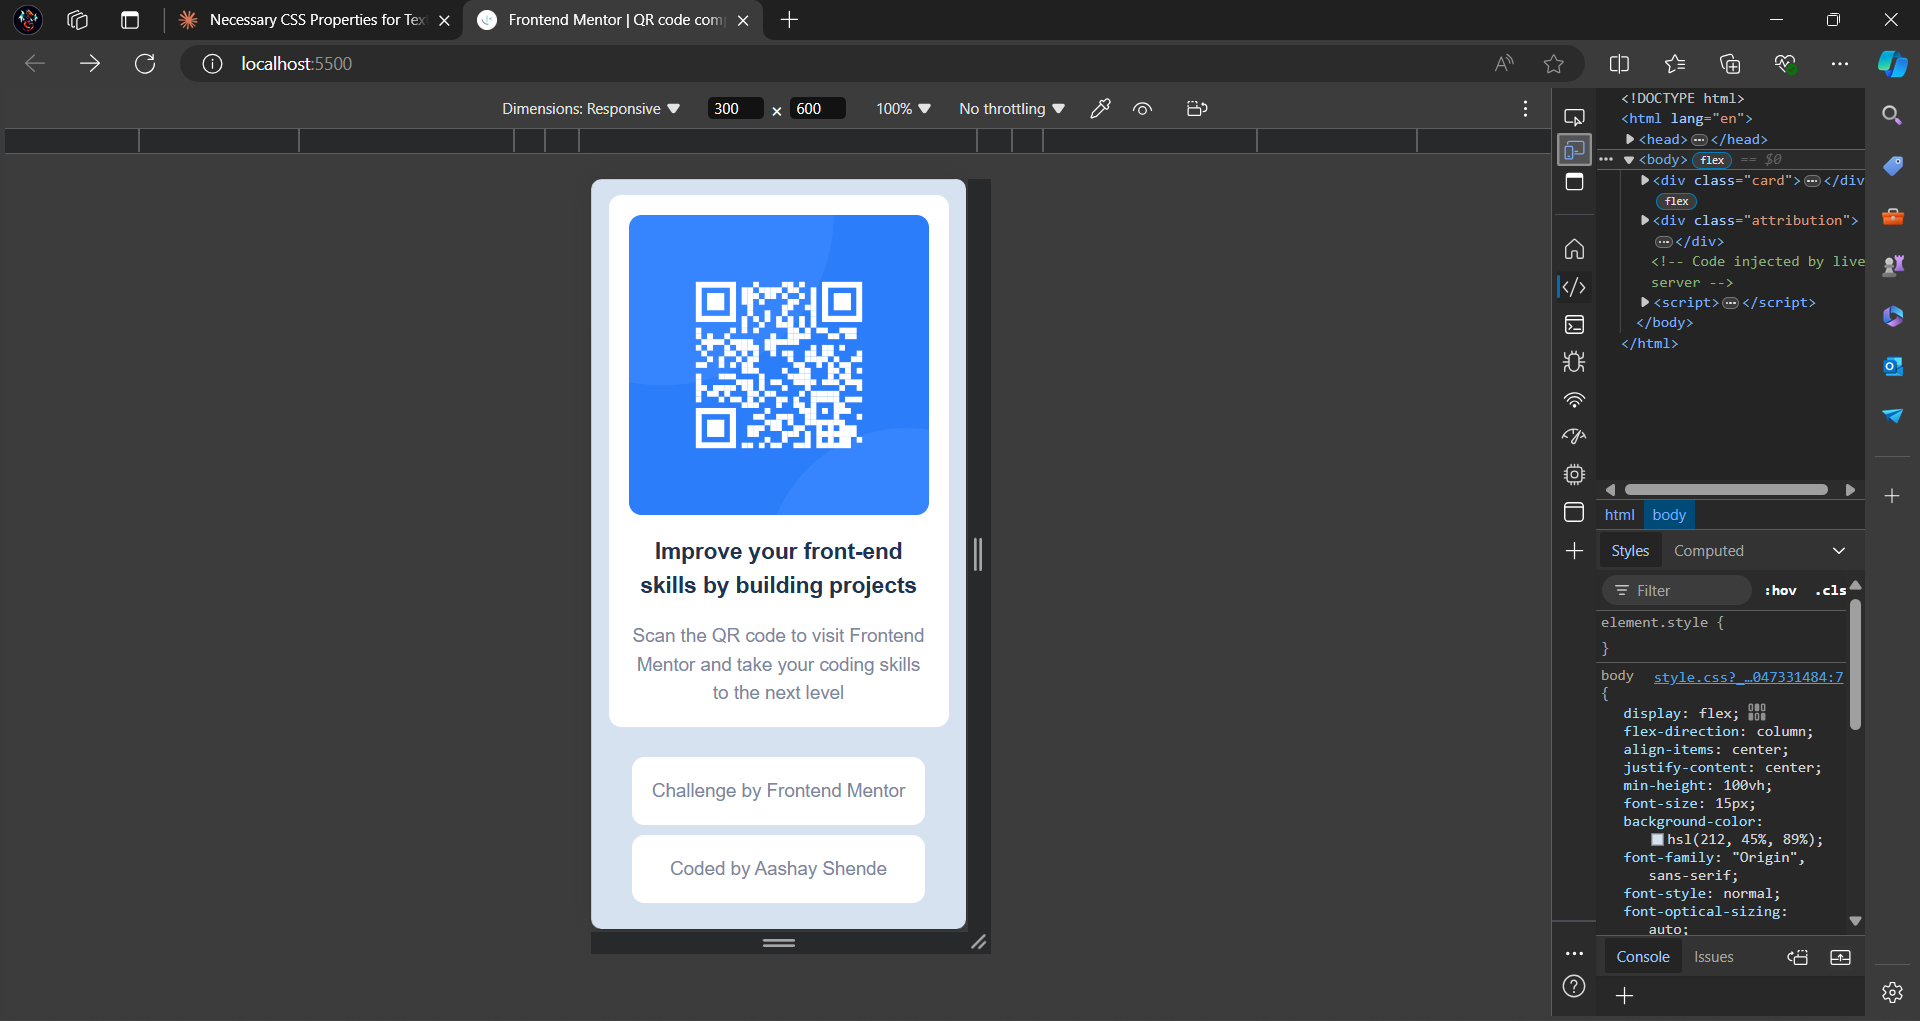 Necessary CSS Properties for Tex
Frontend Mentor | QR code com
localhost:5500
Dimensions: Responsive
300 × 600
100%
No throttling
Improve your front-end
skills by building projects
Scan the QR code to visit Frontend
Mentor and take your coding skills
to the next level
Challenge by Frontend Mentor
Coded by Aashay Shende
<!DOCTYPE html>
<html lang="en">
<head>…</head>
<body> flex == $0
<div class="card">…</div
flex
<div class="attribution">
…</div>
<!-- Code injected by live
server -->
<script>…</script>
</body>
</html>
html body
Styles Computed
Filter :hov .cls
element.style {
}
body style.css?_…047331484:7
{
display: flex;
flex-direction: column;
align-items: center;
justify-content: center;
min-height: 100vh;
font-size: 15px;
background-color:
hsl(212, 45%, 89%);
font-family: "Origin",
sans-serif;
font-style: normal;
font-optical-sizing:
auto;
Console Issues